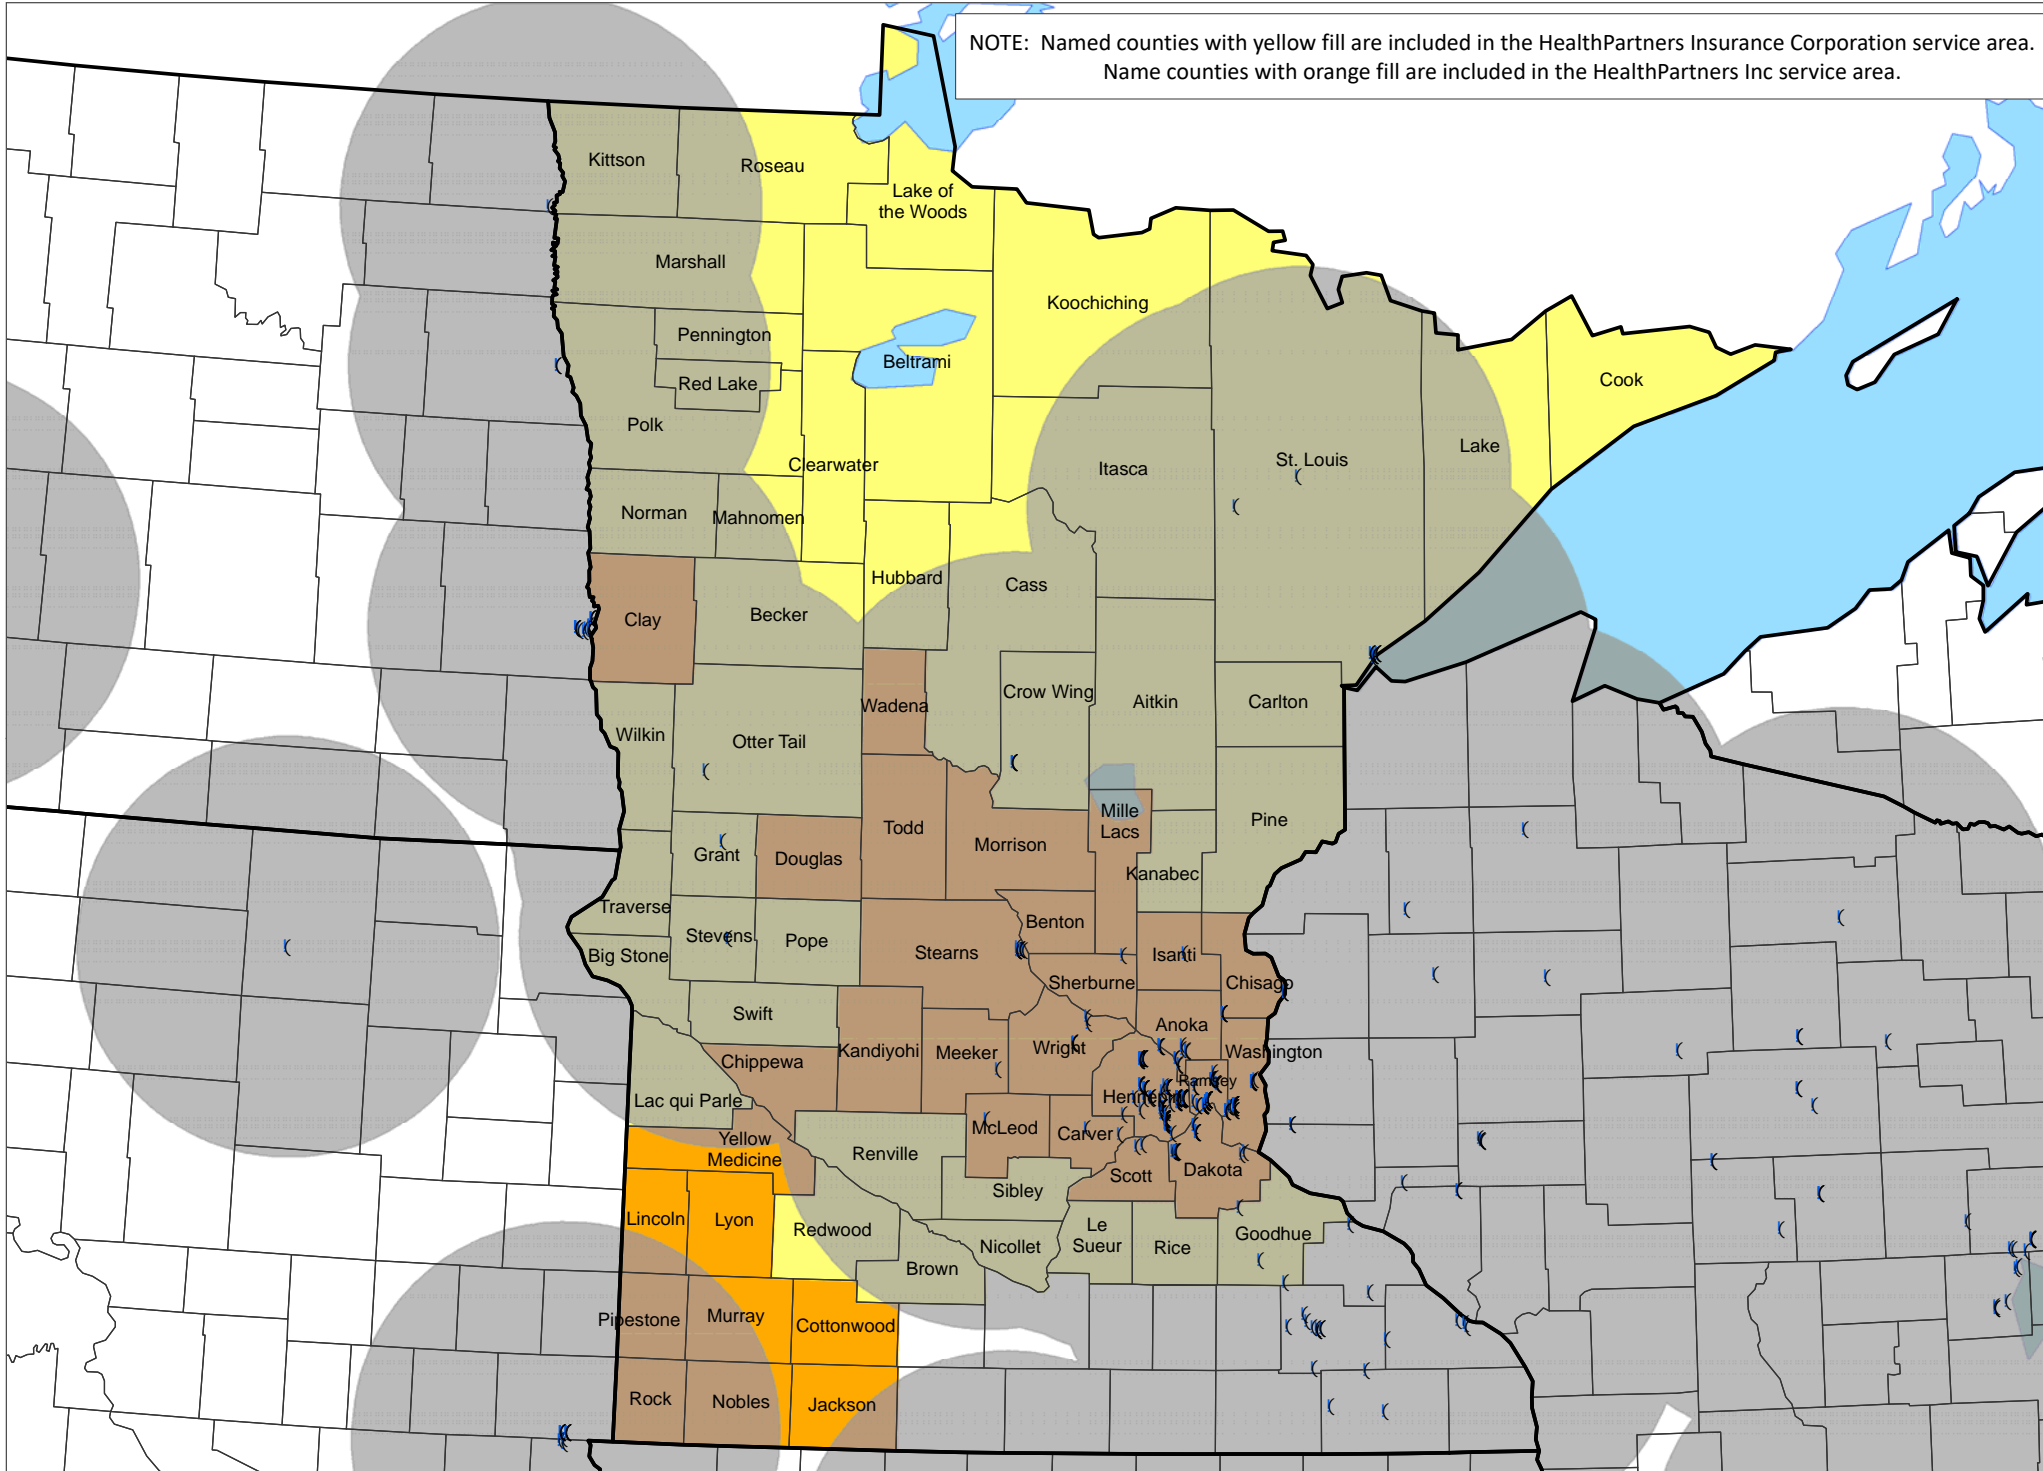 NOTE:  Named counties with yellow fill are included in the HealthPartners Insurance Corporation service area.
Name counties with orange fill are included in the HealthPartners Inc service area.
Kittson
Roseau
Lake of
the Woods
Marshall
Koochiching
Pennington
Beltrami
Red Lake
Cook
Polk
Clearwater
Itasca
St. Louis
Lake
Norman
Mahnomen
Hubbard
Cass
Clay
Becker
Wadena
Crow Wing
Aitkin
Carlton
Wilkin
Otter Tail
Mille
Lacs
Pine
Todd
Morrison
Grant
Douglas
Kanabec
Traverse
Benton
Stevens
Pope
Stearns
Isanti
Big Stone
Sherburne
Chisago
Swift
Anoka
Kandiyohi
Meeker
Wright
Washington
Chippewa
Ramsey
Hennepin
Lac qui Parle
McLeod
Carver
Yellow
Medicine
Renville
Scott
Dakota
Sibley
Lincoln
Lyon
Redwood
Le
Sueur
Rice
Goodhue
Nicollet
Brown
Pipestone
Murray
Cottonwood
Rock
Nobles
Jackson